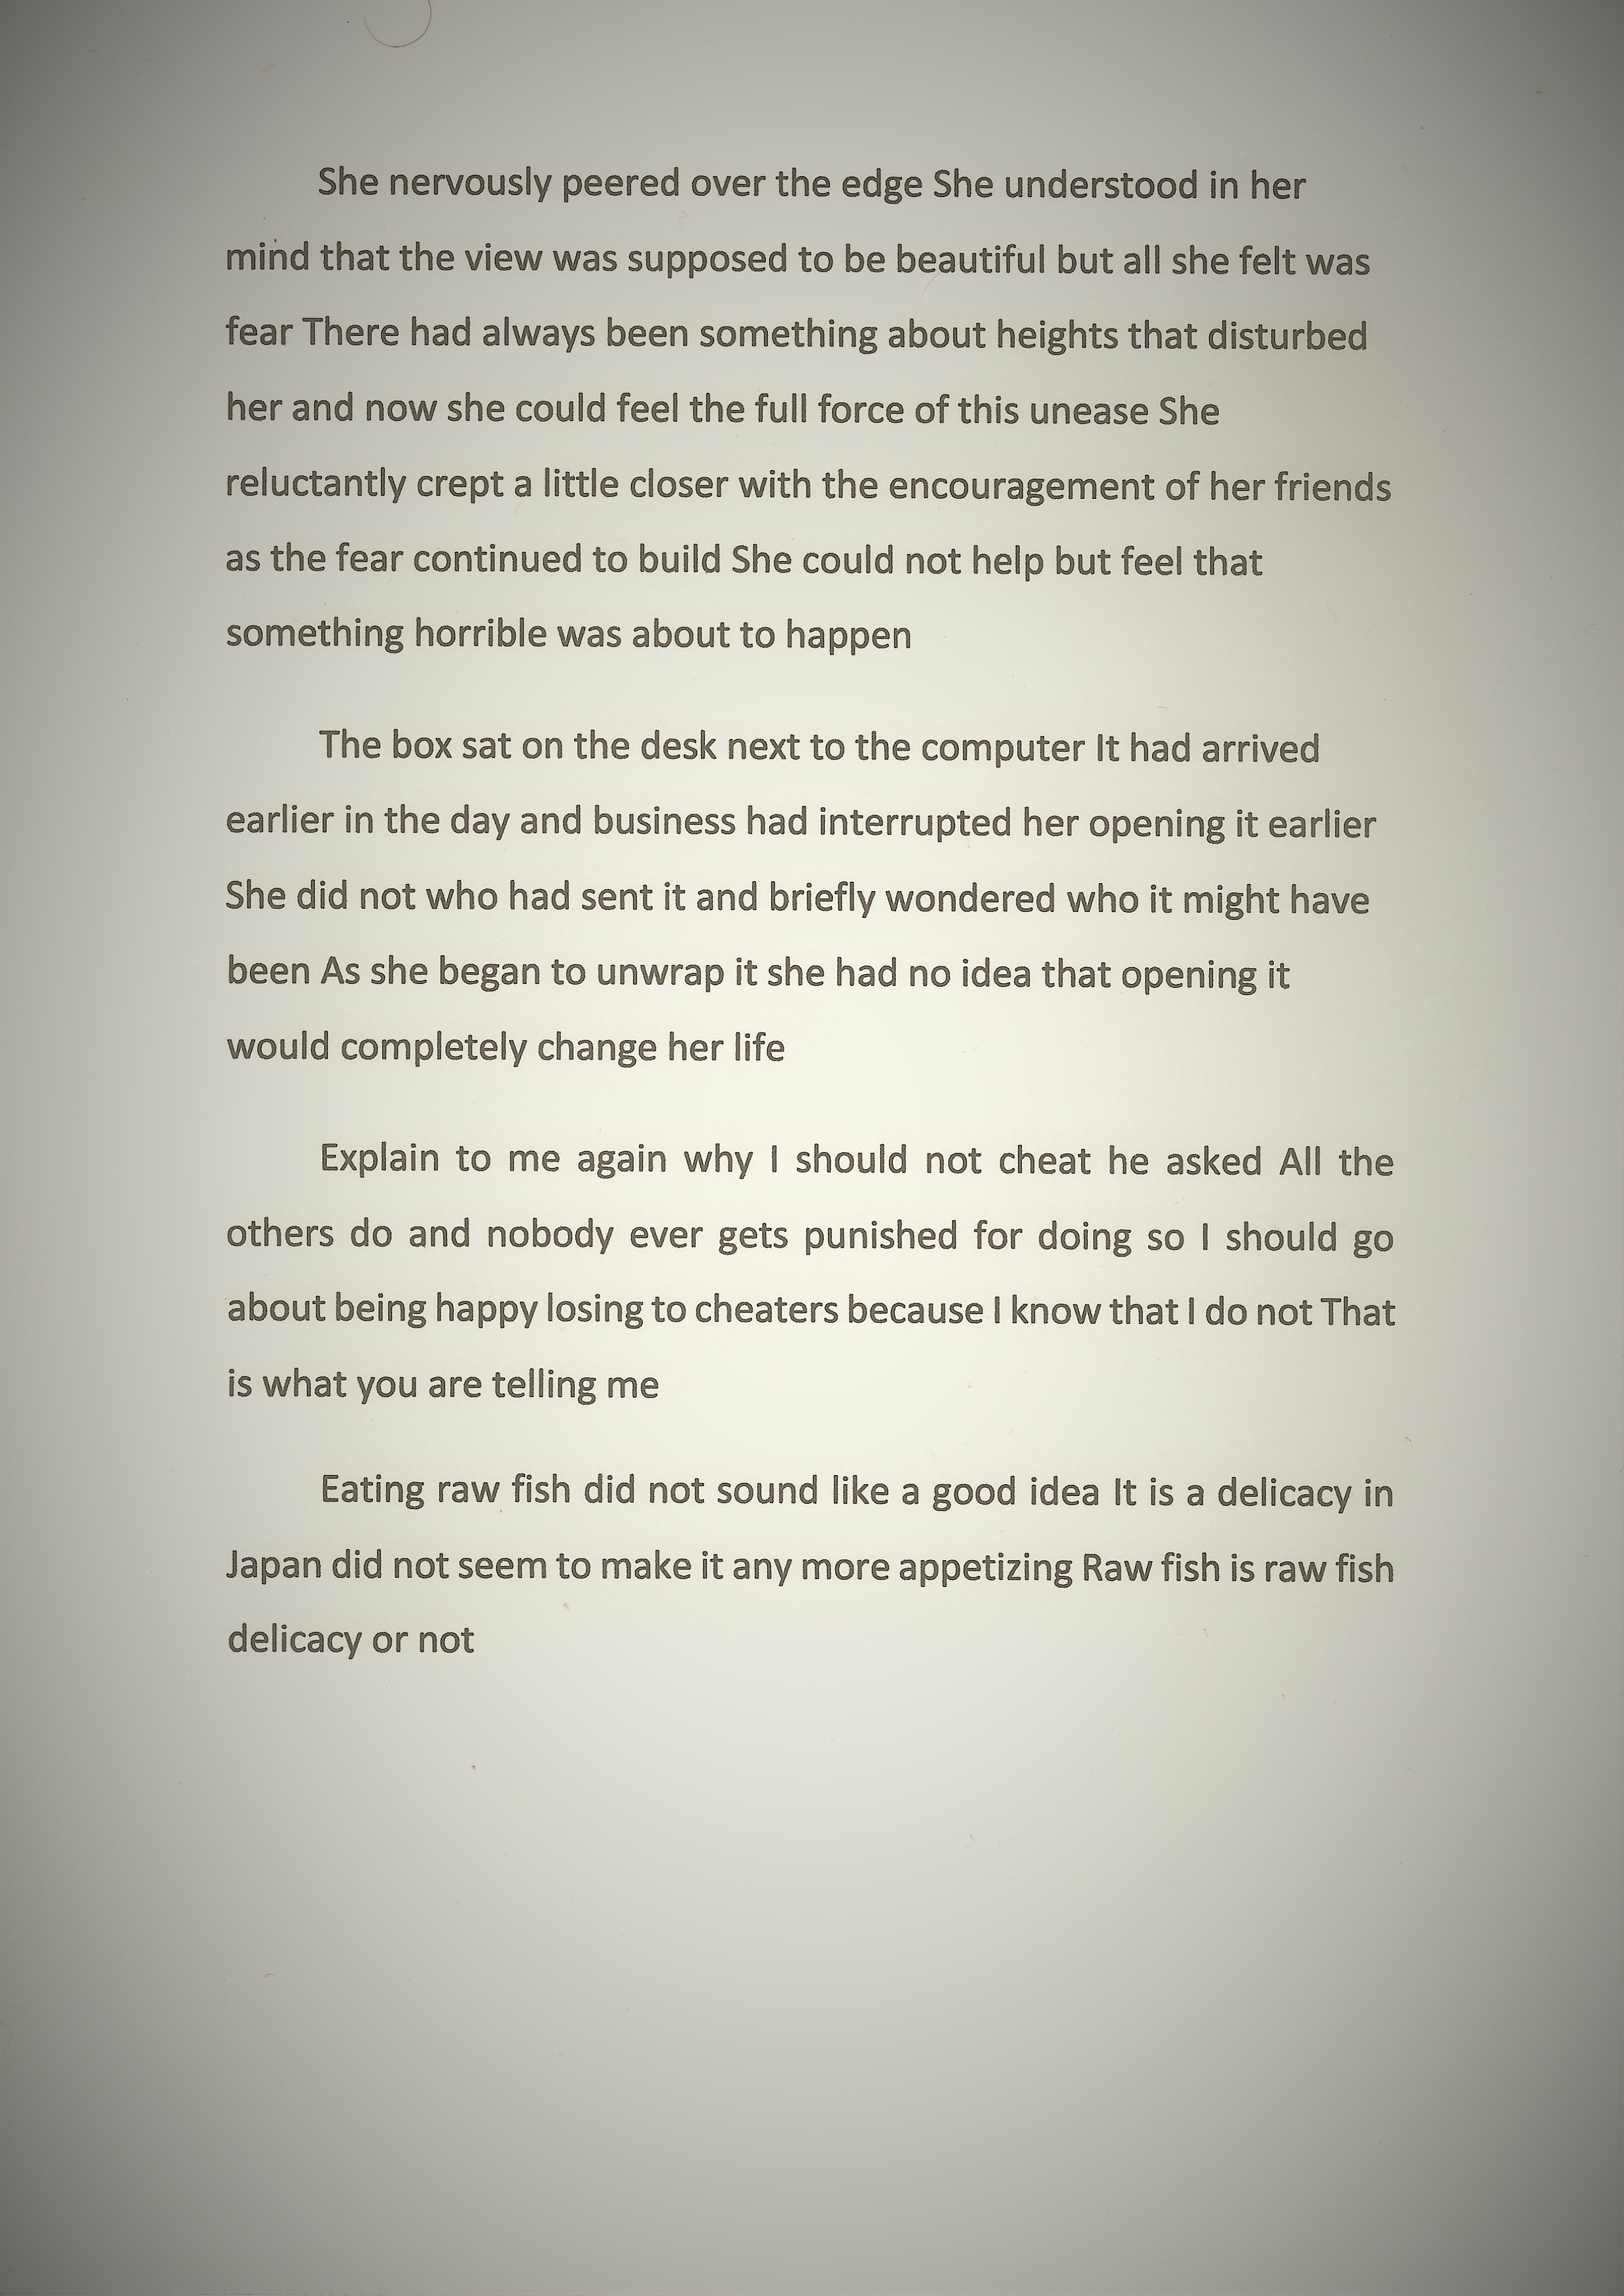 She nervously peered over the edge She understood in her
mind that the view was supposed to be beautiful but all she felt was
fear There had always been something about heights that disturbed
her and now she could feel the full force of this unease She
reluctantly crept a little closer with the encouragement of her friends
as the fear continued to build She could not help but feel that
something horrible was about to happen
The box sat on the desk next to the computer It had arrived
earlier in the day and business had interrupted her opening it earlier
She did not who had sent it and briefly wondered who it might have
been As she began to unwrap it she had no idea that opening it
would completely change her life
Explain to me again why I should not cheat he asked All the
others do and nobody ever gets punished for doing so I should go
about being happy losing to cheaters because I know that I do not That
is what you are telling me
Eating raw fish did not sound like a good idea It is a delicacy in
Japan did not seem to make it any more appetizing Raw fish is raw fish
delicacy or not